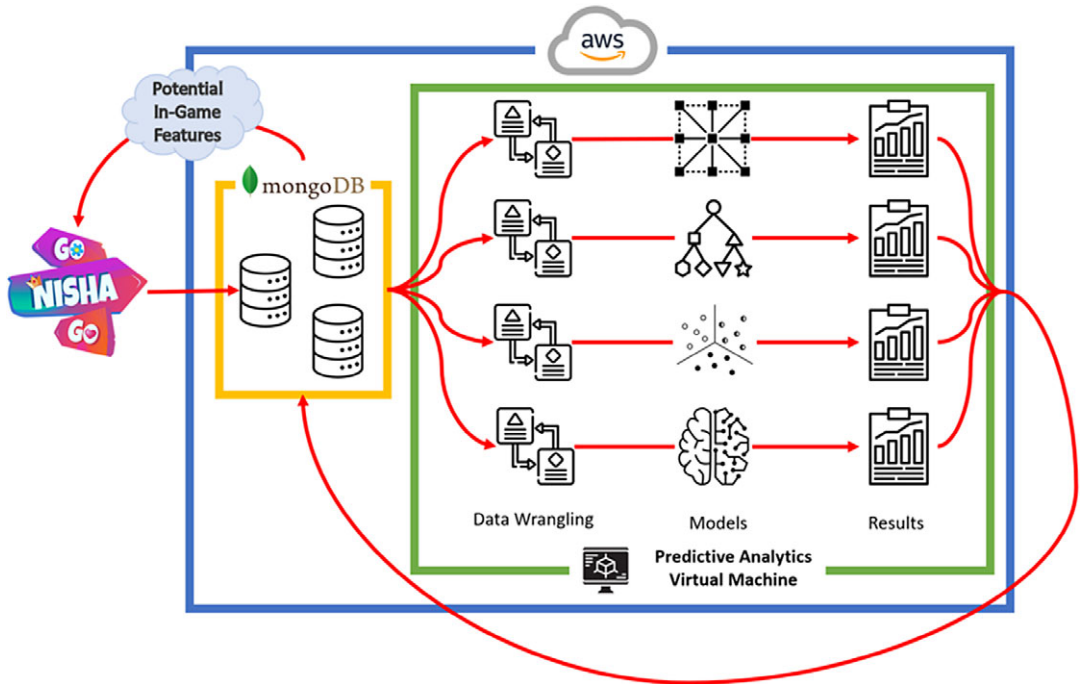 aws
Potential
In-Game
Features
mongoDB
GO
NISHA
GO
Data Wrangling
Models
Results
Predictive Analytics
Virtual Machine